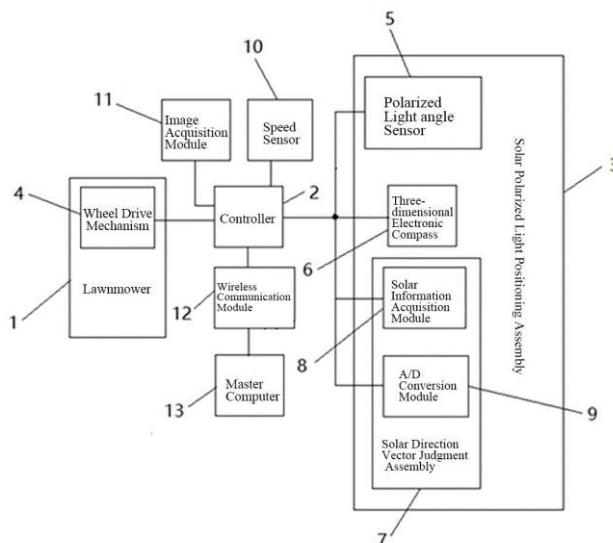 10
5
11
Image
Acquisition
Module
Speed
Sensor
Polarized
Light angle
Sensor
Solar Polarized Light Positioning Assembly
3
4
Wheel Drive
Mechanism
2
Controller
Three-
dimensional
Electronic
Compass
6
Lawnmower
1
Wireless
Communication
Module
12
Solar
Information
Acquisition
Module
8
Master
Computer
13
A/D
Conversion
Module
9
Solar Direction
Vector Judgment
Assembly
7